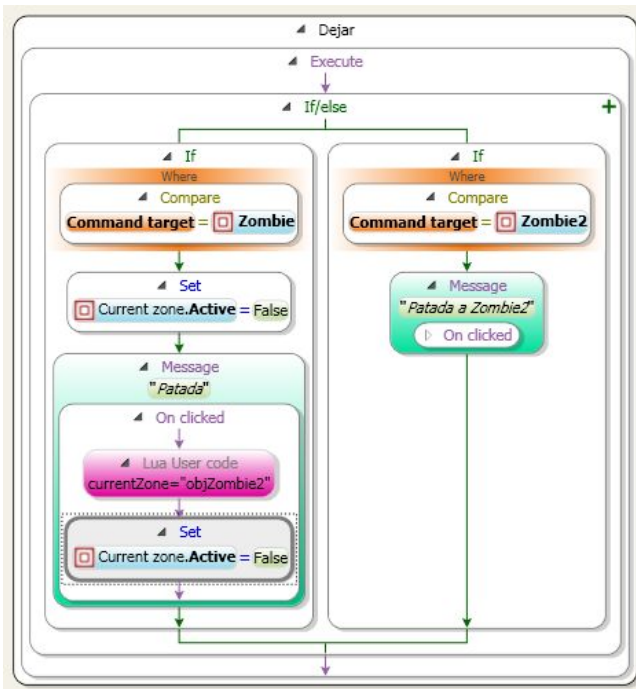 Dejar
Execute
If/else
If
Where
Compare
Command target = Zombie
Set
Current zone.Active = False
Message
"Patada"
On clicked
Lua User code
currentZone="objZombie2"
Set
Current zone.Active = False
If
Where
Compare
Command target = Zombie2
Message
"Patada a Zombie2"
On clicked